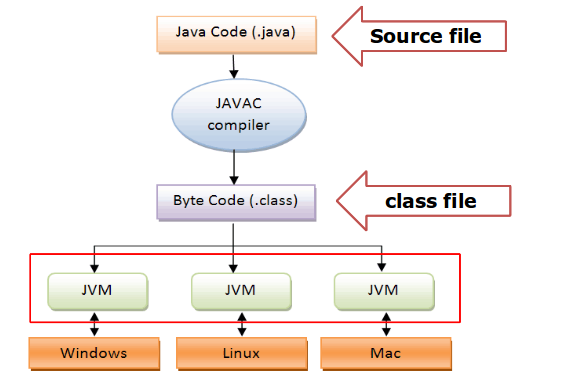 Java Code (.java)
Source file
JAVAC
compiler
Byte Code (.class)
class file
JVM
JVM
JVM
Windows
Linux
Mac